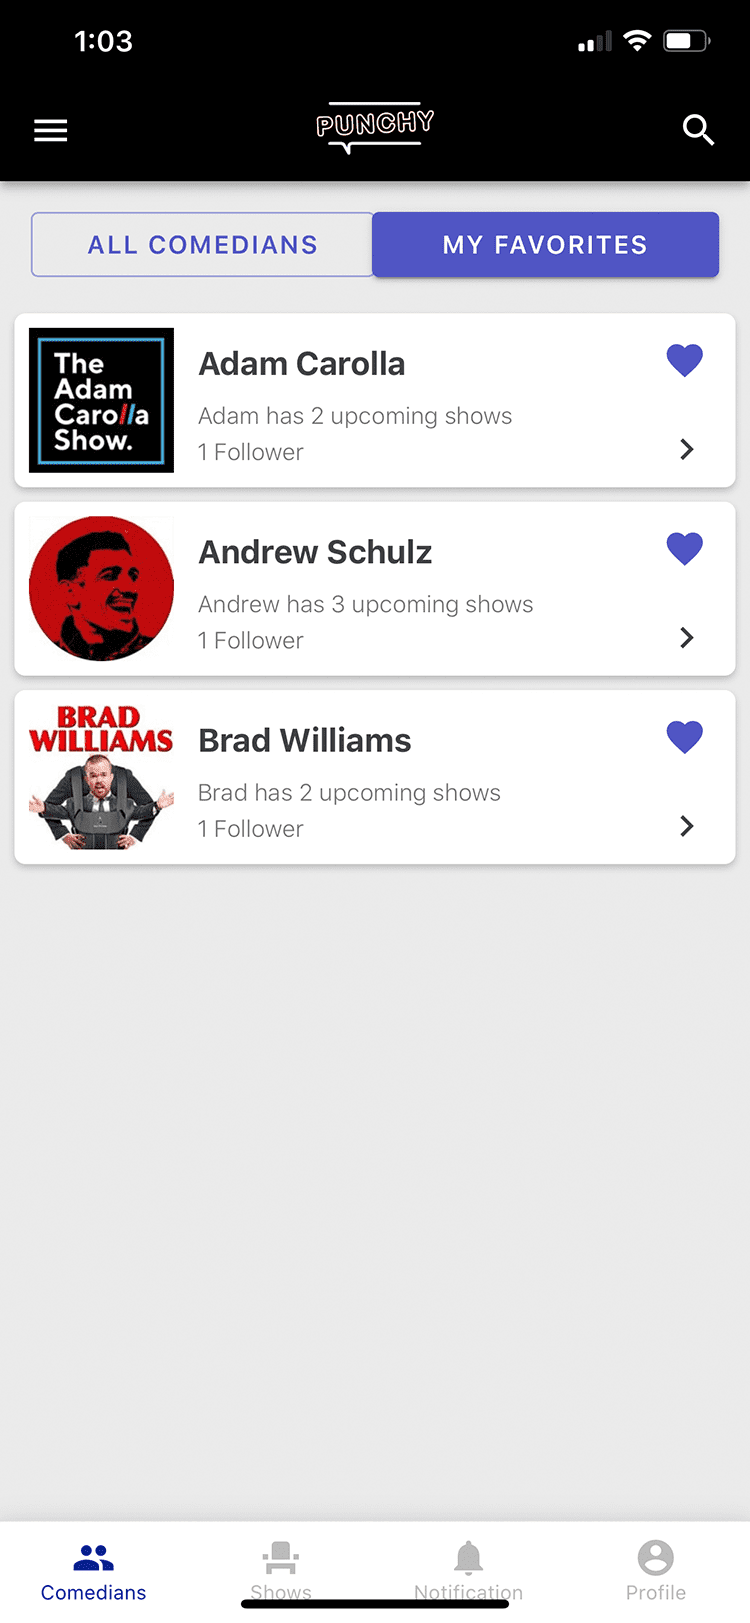 1:03
PUNCHY
ALL COMEDIANS
MY FAVORITES
The
Adam
Carolla
Show.
Adam Carolla
Adam has 2 upcoming shows
1 Follower
Andrew Schulz
Andrew has 3 upcoming shows
1 Follower
BRAD
WILLIAMS
Brad Williams
Brad has 2 upcoming shows
1 Follower
Comedians
Shows
Notification
Profile